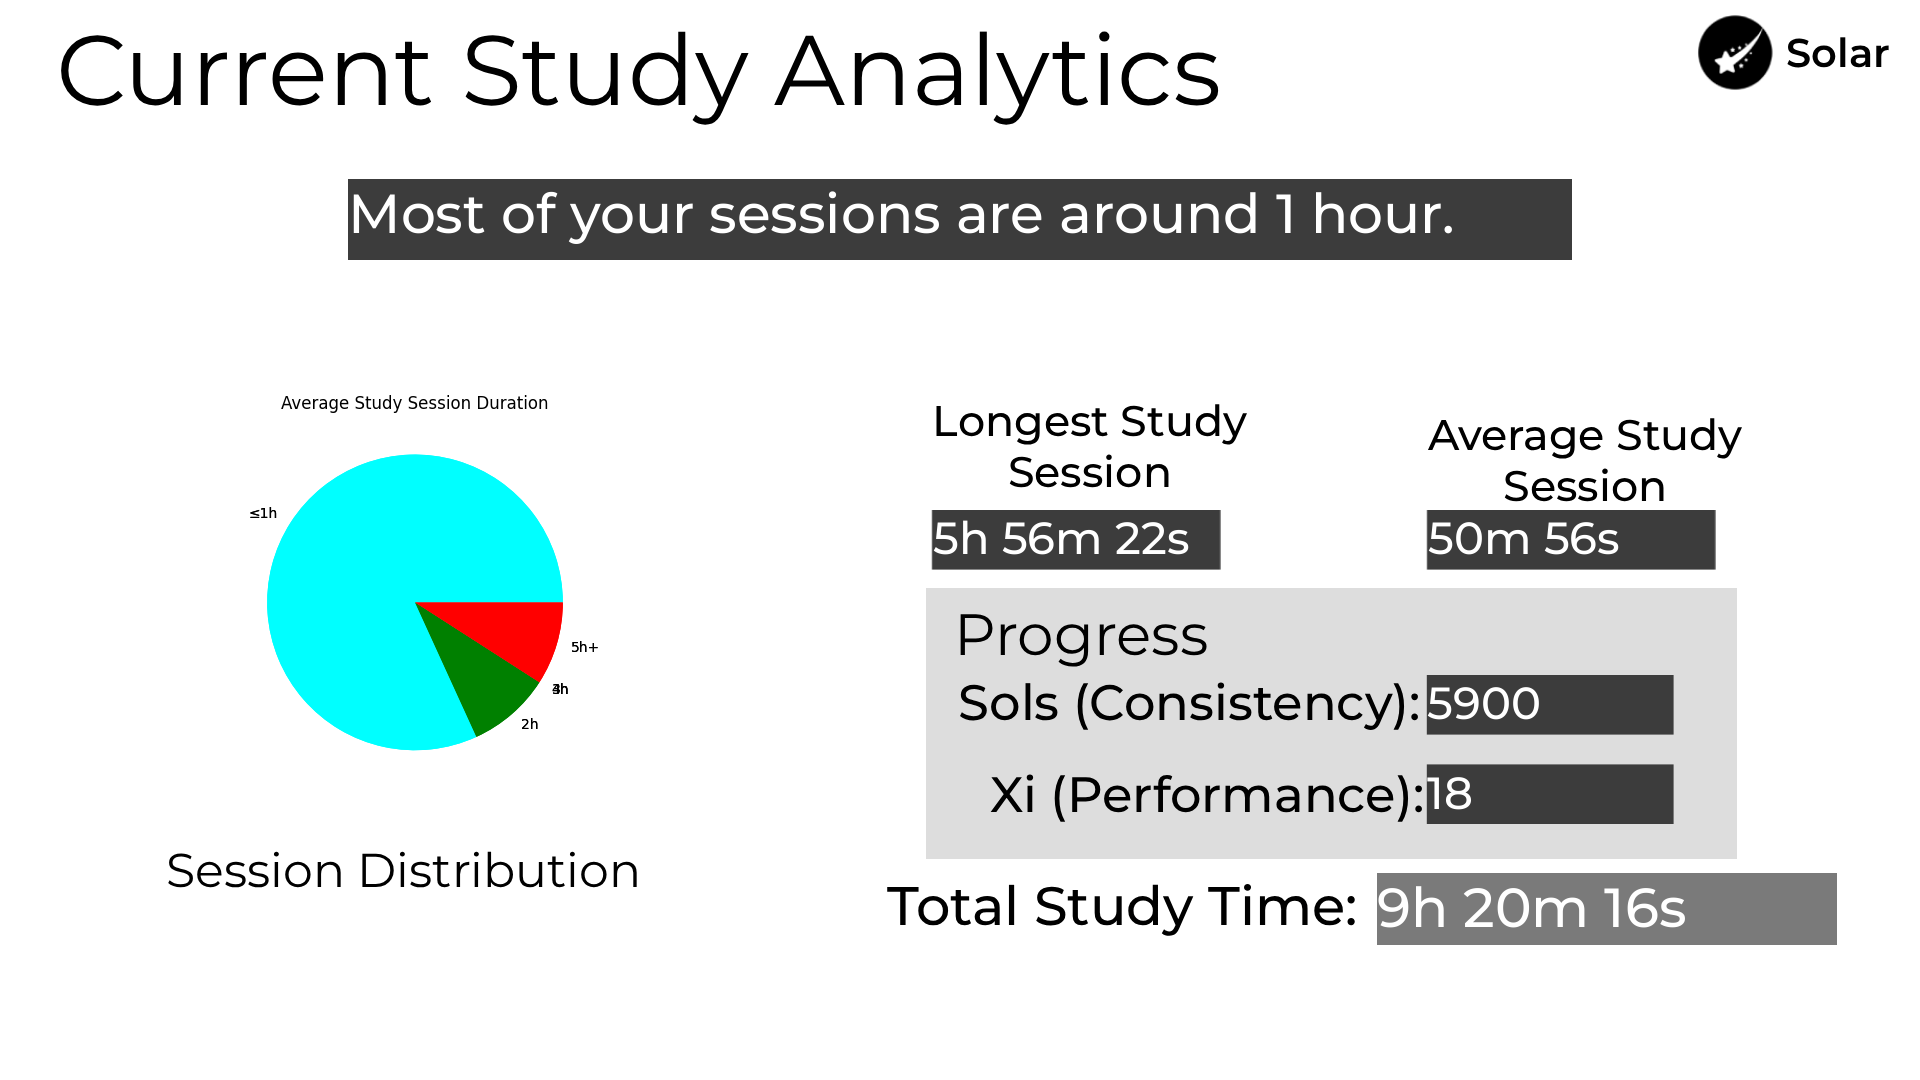 Current Study Analytics
Solar
Most of your sessions are around 1 hour.
Average Study Session Duration
≤1h
5h+
2h
Session Distribution
Longest Study
Session
5h 56m 22s
Average Study
Session
50m 56s
Progress
Sols (Consistency):5900
Xi (Performance):18
Total Study Time: 9h 20m 16s